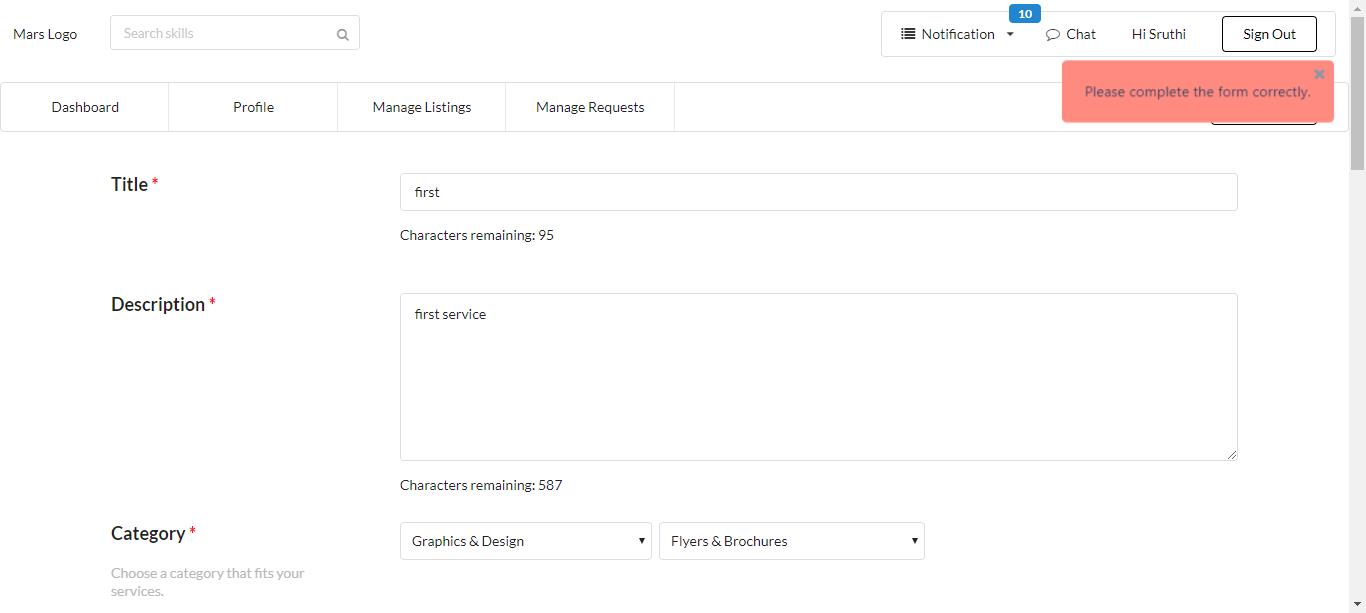 10
Mars Logo
Search skills
Notification
Chat
Hi Sruthi
Sign Out
Please complete the form correctly.
Dashboard
Profile
Manage Listings
Manage Requests
Title *
first
Characters remaining: 95
Description *
first service
Characters remaining: 587
Category *
Graphics & Design
Flyers & Brochures
Choose a category that fits your
services.